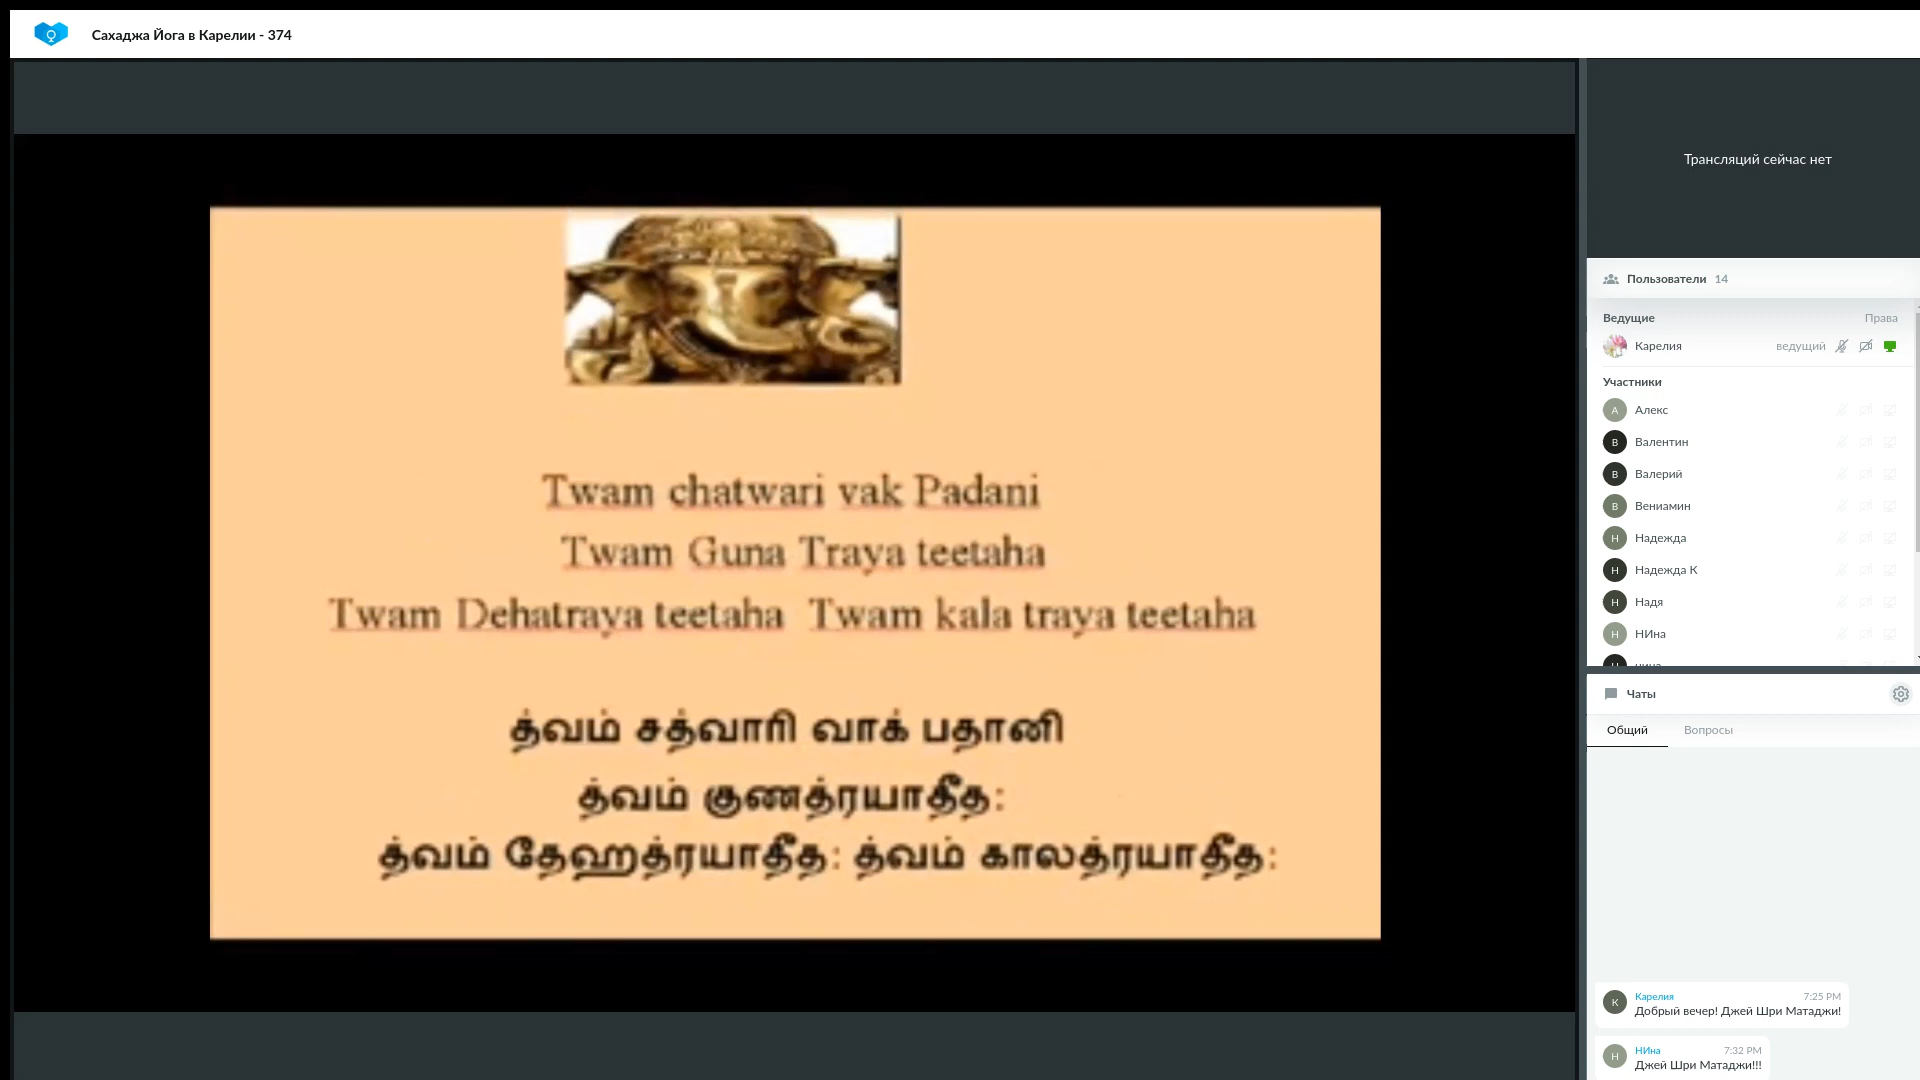 Сахаджа Йога в Карелии - 374
Twam chatwari vak Padani
Twam Guna Traya teetaha
Twam Dehatraya teetaha Twam kala traya teetaha
த்வம் சத்வாரி வாக் பதானி
த்வம் குணத்ரயாதீத:
த்வம் தேஹத்ரயாதீத: த்வம் காலத்ரயாதீத:
Трансляций сейчас нет
Пользователи 14
Ведущие Права
Карелия ведущий
Участники
А Алекс
В Валентин
В Валерий
В Вениамин
Н Надежда
Н Надежда К
Н Надя
Н НИна
Чаты
Общий Вопросы
К Карелия 7:25 PM
Добрый вечер! Джей Шри Матаджи!
Н НИна 7:32 PM
Джей Шри Матаджи!!!